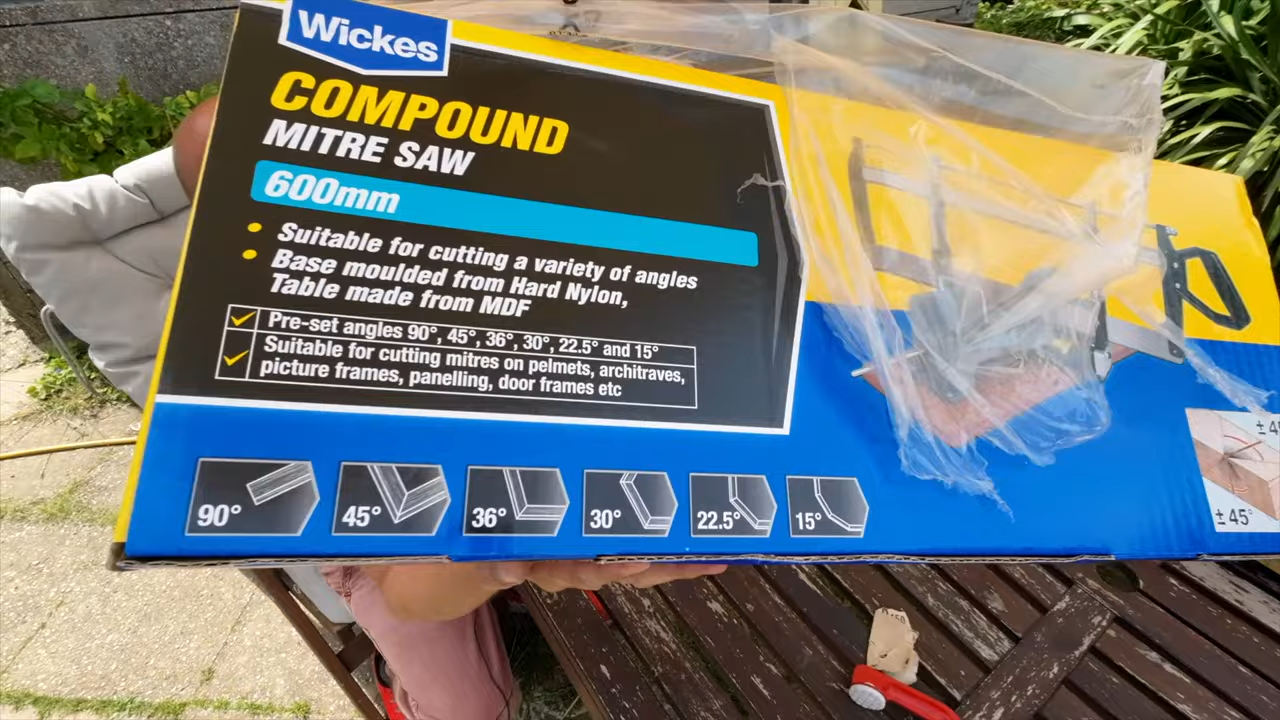 Wickes
COMPOUND
MITRE SAW
600mm
Suitable for cutting a variety of angles
Base moulded from Hard Nylon,
Table made from MDF
Pre-set angles 90°, 45°, 36°, 30°, 22.5° and 15°
Suitable for cutting mitres on pelmets, architraves,
picture frames, panelling, door frames etc
90°
45°
36°
30°
22.5°
15°
± 45°
± 45°